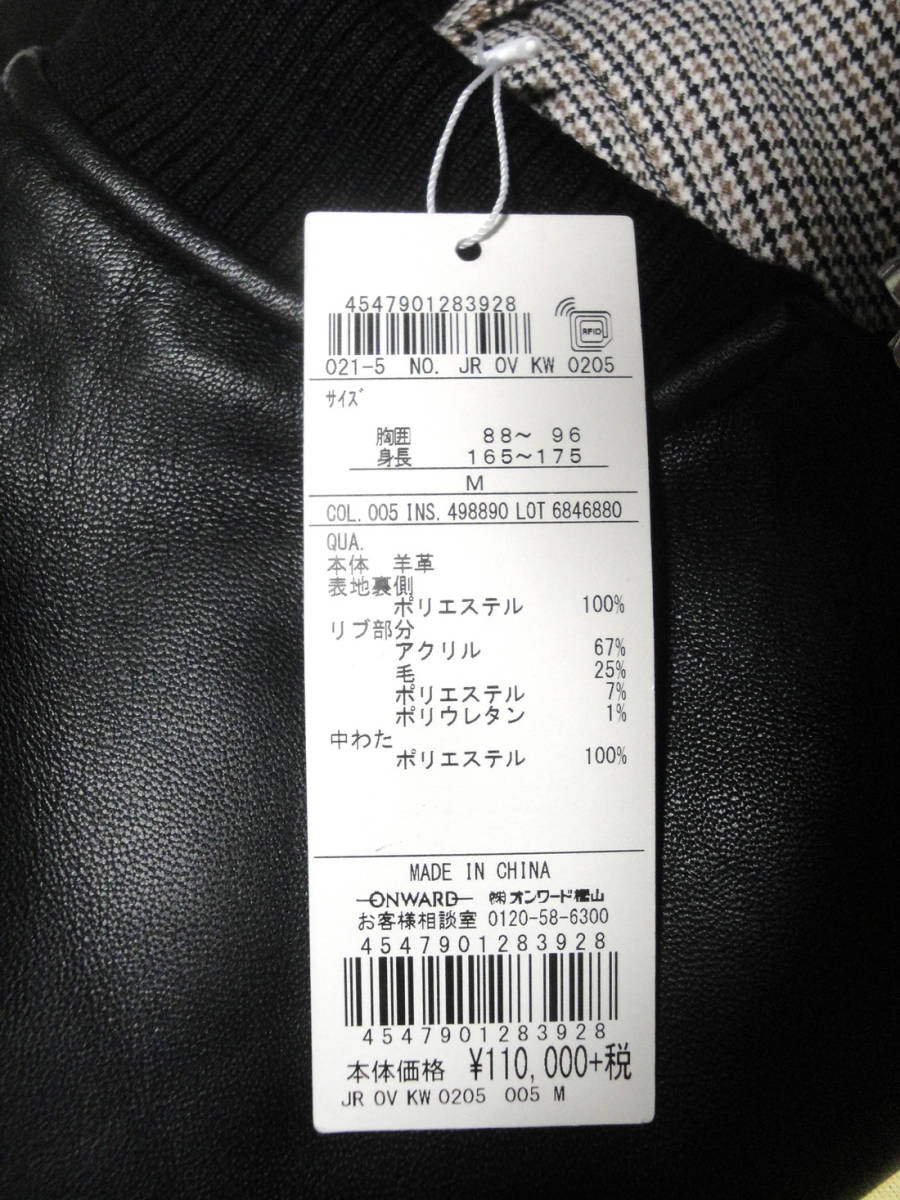 4547901283928
RFID
021-5 NO. JR OV KW 0205
サイズ
胸囲 88～ 96
身長 165～175
M
COL. 005 INS. 498890 LOT 6846880
QUA.
本体 羊革
表地裏側
ポリエステル 100%
リブ部分
アクリル 67%
毛 25%
ポリエステル 7%
ポリウレタン 1%
中わた
ポリエステル 100%
MADE IN CHINA
ONWARD ㈱オンワード樫山
お客様相談室 0120-58-6300
4547901283928
4547901283928
本体価格 ¥110,000+税
JR OV KW 0205 005 M